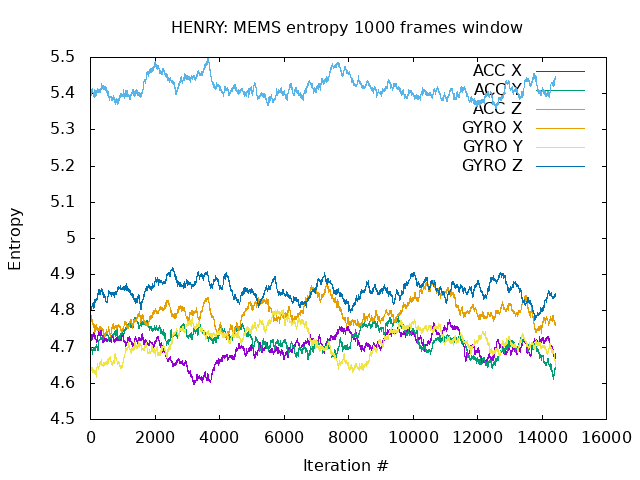 HENRY: MEMS entropy 1000 frames window
5.5
5.4
5.3
5.2
5.1
5
4.9
4.8
4.7
4.6
4.5
Entropy
ACC X
ACC Y
ACC Z
GYRO X
GYRO Y
GYRO Z
0 2000 4000 6000 8000 10000 12000 14000 16000
Iteration #